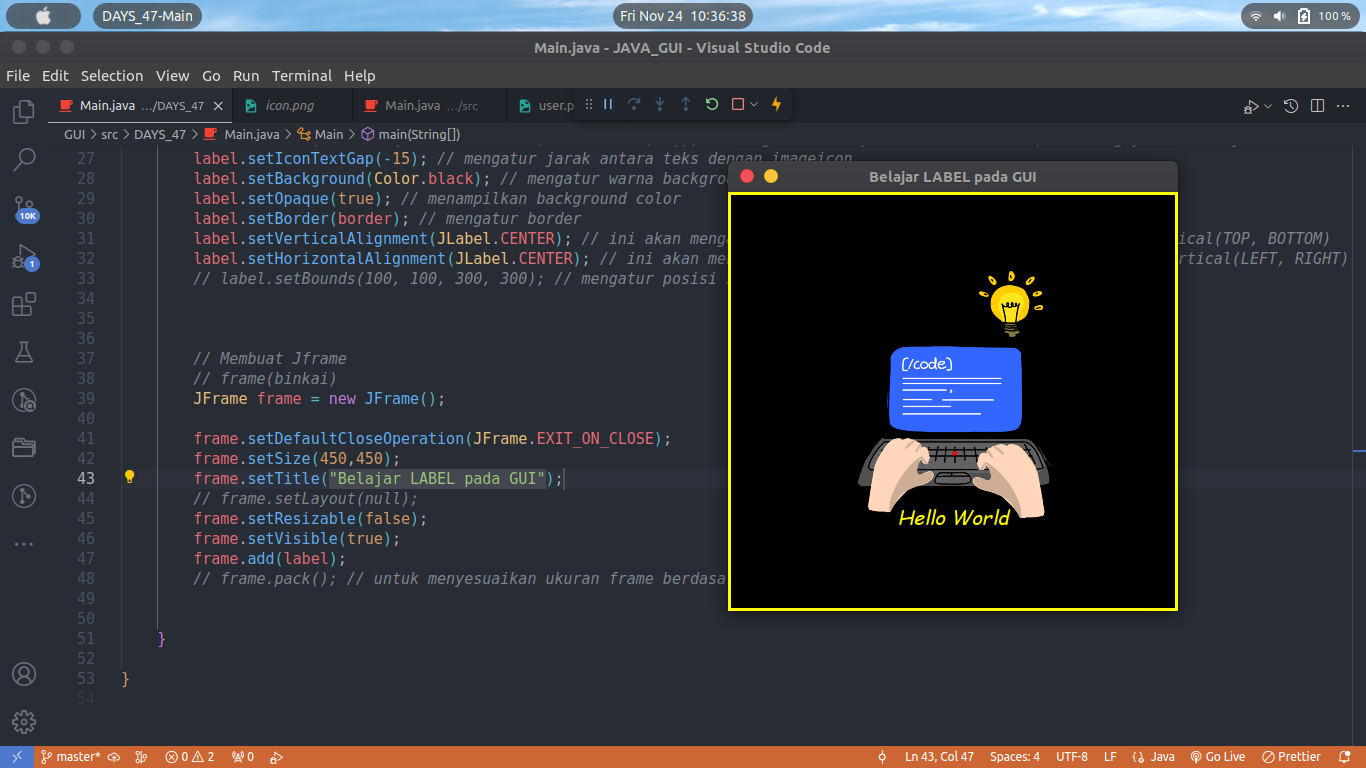 DAYS_47-Main
Fri Nov 24 10:36:38
100 %
Main.java - JAVA_GUI - Visual Studio Code
File Edit Selection View Go Run Terminal Help
Main.java .../DAYS_47
icon.png
Main.java .../src
user.p
GUI > src > DAYS_47 > Main.java > Main > main(String[])
27 label.setIconTextGap(-15); // mengatur jarak antara teks dengan imageicon
28 label.setBackground(Color.black); // mengatur warna backgrou
29 label.setOpaque(true); // menampilkan background color
30 label.setBorder(border); // mengatur border
31 label.setVerticalAlignment(JLabel.CENTER); // ini akan menga ical(TOP, BOTTOM)
32 label.setHorizontalAlignment(JLabel.CENTER); // ini akan me rtical(LEFT, RIGHT)
33 // label.setBounds(100, 100, 300, 300); // mengatur posisi
34
35
36
37 // Membuat Jframe
38 // frame(binkai)
39 JFrame frame = new JFrame();
40
41 frame.setDefaultCloseOperation(JFrame.EXIT_ON_CLOSE);
42 frame.setSize(450,450);
43 frame.setTitle("Belajar LABEL pada GUI");
44 // frame.setLayout(null);
45 frame.setResizable(false);
46 frame.setVisible(true);
47 frame.add(label);
48 // frame.pack(); // untuk menyesuaikan ukuran frame berdasa
49
50
51 }
52
53 }
54
10K
1
Belajar LABEL pada GUI
[/code]
Hello World
master* 0 2 0 Ln 43, Col 47 Spaces: 4 UTF-8 LF Java Go Live Prettier